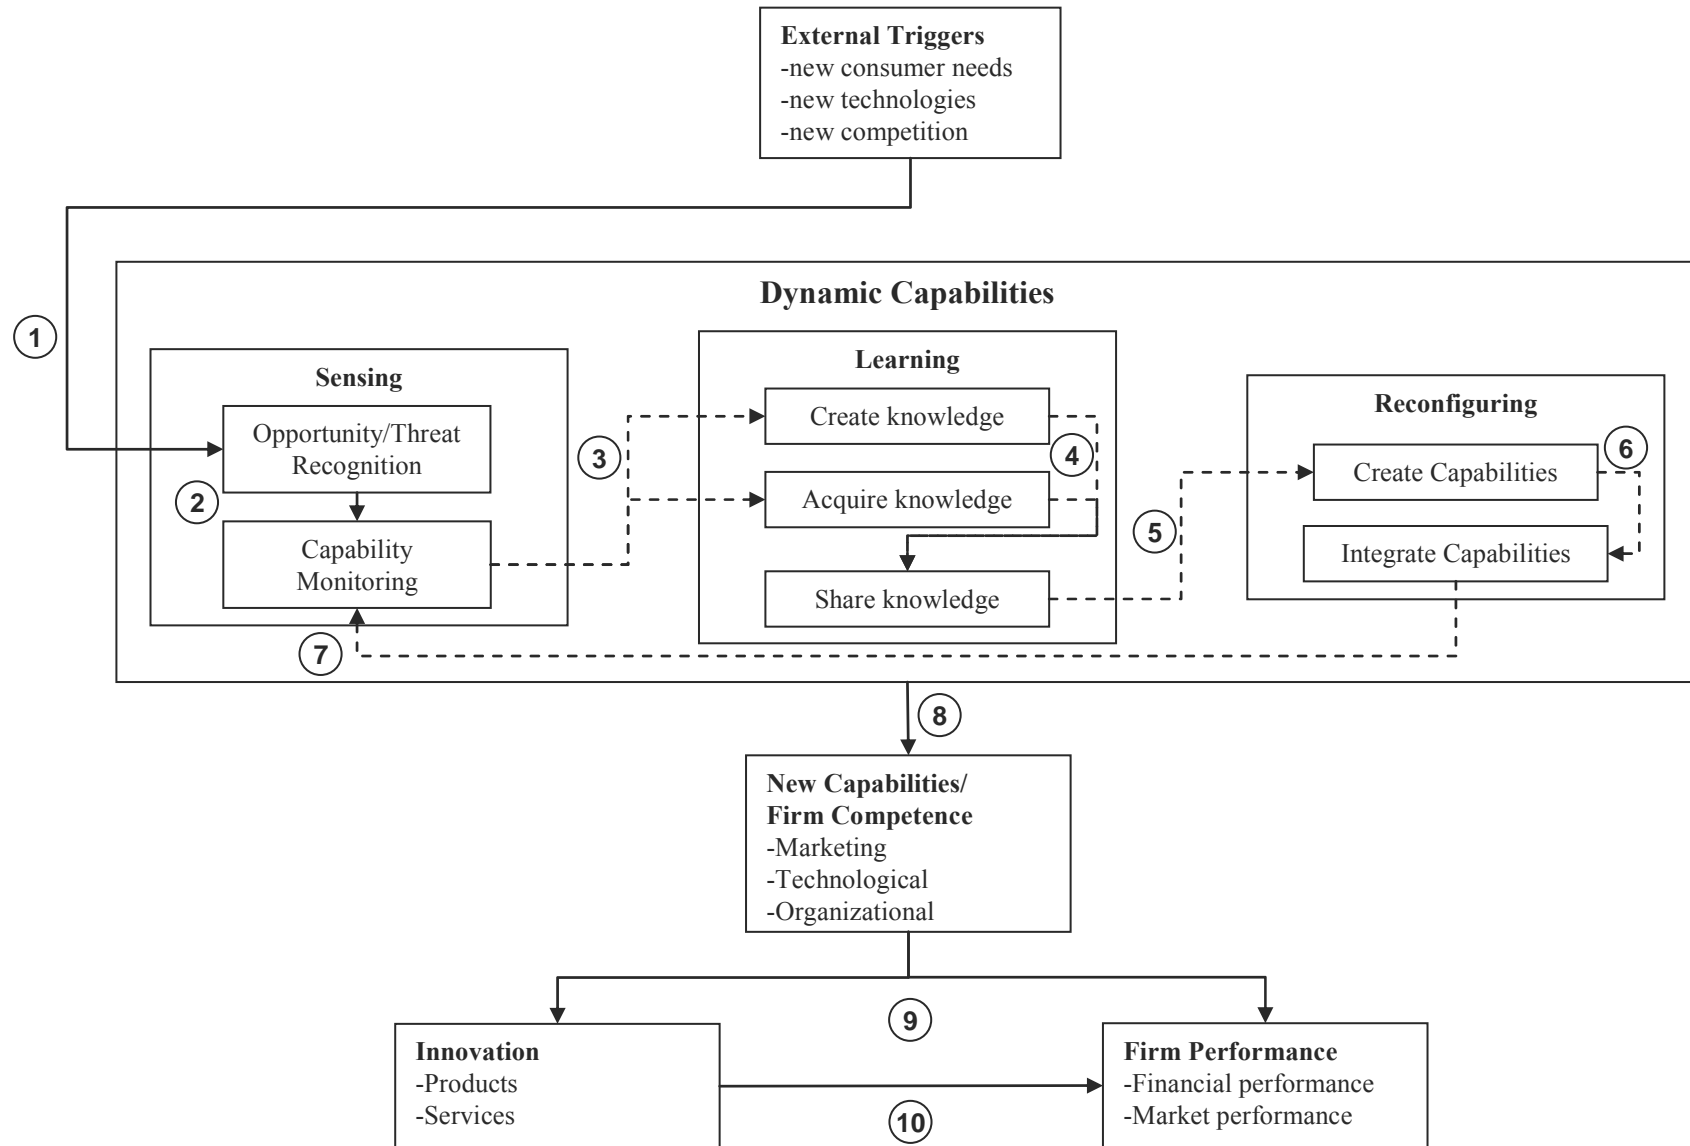 External Triggers
-new consumer needs
-new technologies
-new competition
Dynamic Capabilities
1
Sensing
Opportunity/Threat
Recognition
2
Capability
Monitoring
3
Learning
Create knowledge
4
Acquire knowledge
Share knowledge
5
Reconfiguring
Create Capabilities
6
Integrate Capabilities
7
8
New Capabilities/
Firm Competence
-Marketing
-Technological
-Organizational
9
Innovation
-Products
-Services
10
Firm Performance
-Financial performance
-Market performance